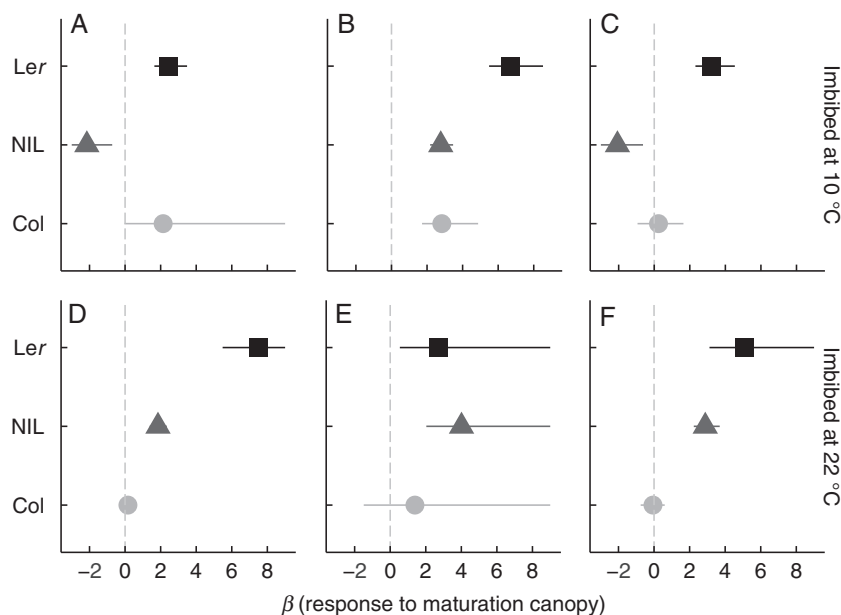 A B C
Ler
NIL
Col
Imbibed at 10 °C
D E F
Ler
NIL
Col
Imbibed at 22 °C
−2 0 2 4 6 8 −2 0 2 4 6 8 −2 0 2 4 6 8
β (response to maturation canopy)